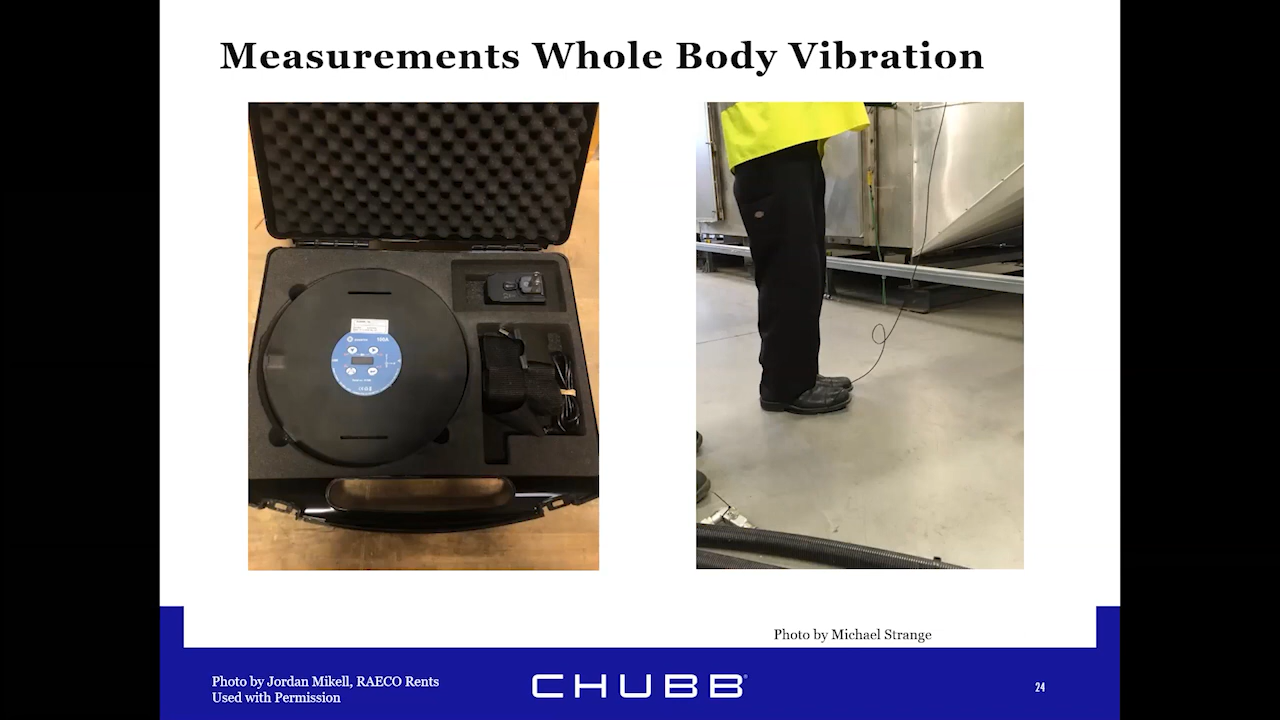 Measurements Whole Body Vibration
Photo by Michael Strange
Photo by Jordan Mikell, RAECO Rents
Used with Permission
CHUBB
24